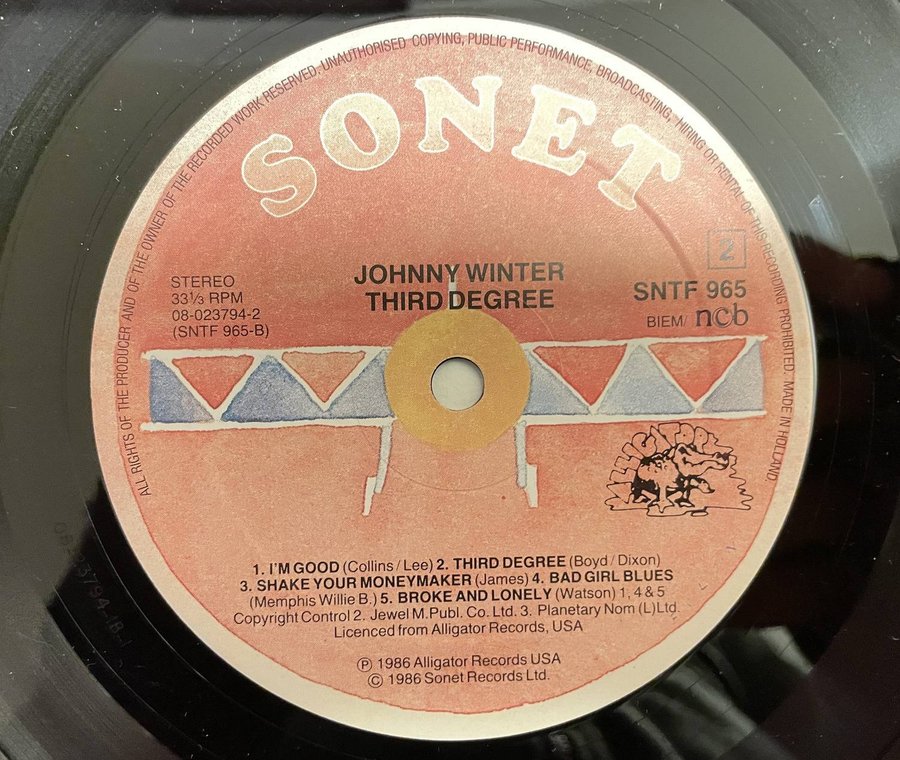 ALL RIGHTS OF THE PRODUCER AND OF THE OWNER OF THE RECORDED WORK RESERVED. UNAUTHORISED COPYING, PUBLIC PERFORMANCE, BROADCASTING, HIRING OR RENTAL OF THIS RECORDING PROHIBITED. MADE IN HOLLAND.
SONET
2
JOHNNY WINTER
THIRD DEGREE
STEREO
33⅓ RPM
08-023794-2
(SNTF 965-B)
SNTF 965
BIEM/ ncb
ALLIGATOR
1. I'M GOOD (Collins/Lee) 2. THIRD DEGREE (Boyd/Dixon)
3. SHAKE YOUR MONEYMAKER (James) 4. BAD GIRL BLUES
(Memphis Willie B.) 5. BROKE AND LONELY (Watson) 1, 4 & 5
Copyright Control 2. Jewel M. Publ. Co. Ltd. 3. Planetary Nom (L) Ltd.
Licenced from Alligator Records, USA
Ⓟ 1986 Alligator Records USA
© 1986 Sonet Records Ltd.